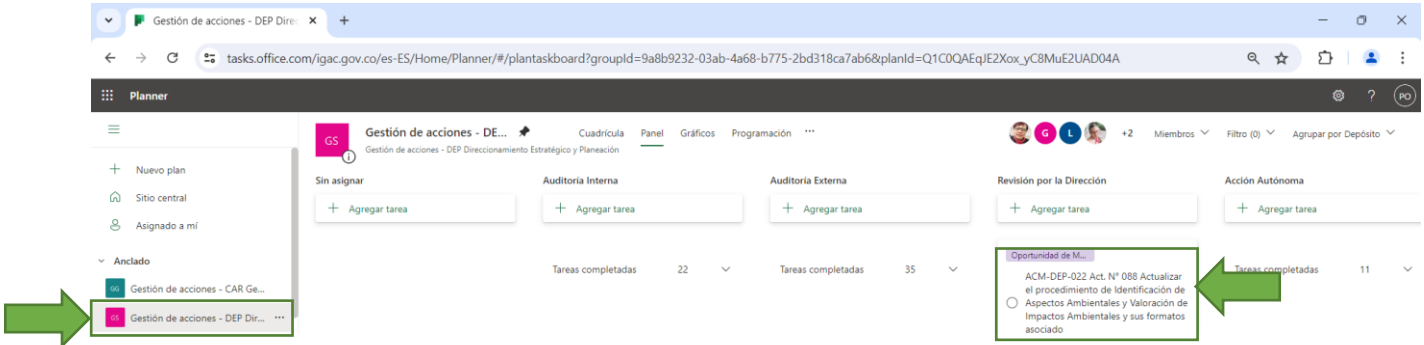 Gestión de acciones - DEP Direc
tasks.office.com/igac.gov.co/es-ES/Home/Planner/#/plantaskboard?groupId=9a8b9232-03ab-4a68-b775-2bd318ca7ab6&planId=Q1C0QAEqJE2Xox_yC8MuE2UAD04A
Planner
? PO
GS Gestión de acciones - DE... Cuadrícula Panel Gráficos Programación ··· G L +2 Miembros Filtro (0) Agrupar por Depósito
Gestión de acciones - DEP Direccionamiento Estratégico y Planeación
Nuevo plan
Sitio central
Asignado a mí
Anclado
GG Gestión de acciones - CAR Ge...
GS Gestión de acciones - DEP Dir... ···
Sin asignar
+ Agregar tarea
Auditoría Interna
+ Agregar tarea
Tareas completadas 22
Auditoría Externa
+ Agregar tarea
Tareas completadas 35
Revisión por la Dirección
+ Agregar tarea
Oportunidad de M...
ACM-DEP-022 Act. N° 088 Actualizar
el procedimiento de Identificación de
Aspectos Ambientales y Valoración de
Impactos Ambientales y sus formatos
asociado
Acción Autónoma
+ Agregar tarea
Tareas completadas 11